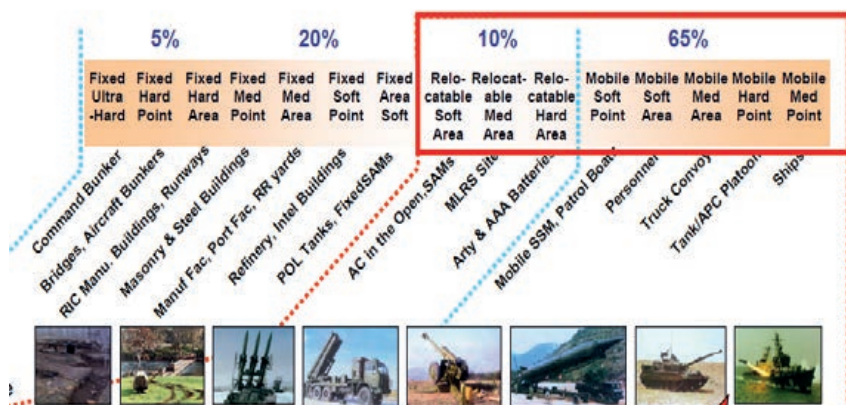 5% 20% 10% 65%
Fixed Ultra -Hard
Fixed Hard Point
Fixed Hard Area
Fixed Med Point
Fixed Med Area
Fixed Soft Point
Fixed Area Soft
Relo- catable Soft Area
Relocat- able Med Area
Relo- catable Hard Area
Mobile Soft Point
Mobile Soft Area
Mobile Med Area
Mobile Hard Point
Mobile Med Point
Command Bunker
Bridges, Aircraft Bunkers
RIC Manu. Buildings, Runways
Masonry & Steel Buildings
Manuf Fac, Port Fac, RR yards
Refinery, Intel Buildings
POL Tanks, FixedSAMs
AC in the Open,SAMs
MLRS Site
Arty & AAA Batteries
Mobile SSM, Patrol Boat
Personnel
Truck Convoy
Tank/APC Platoon
Ships